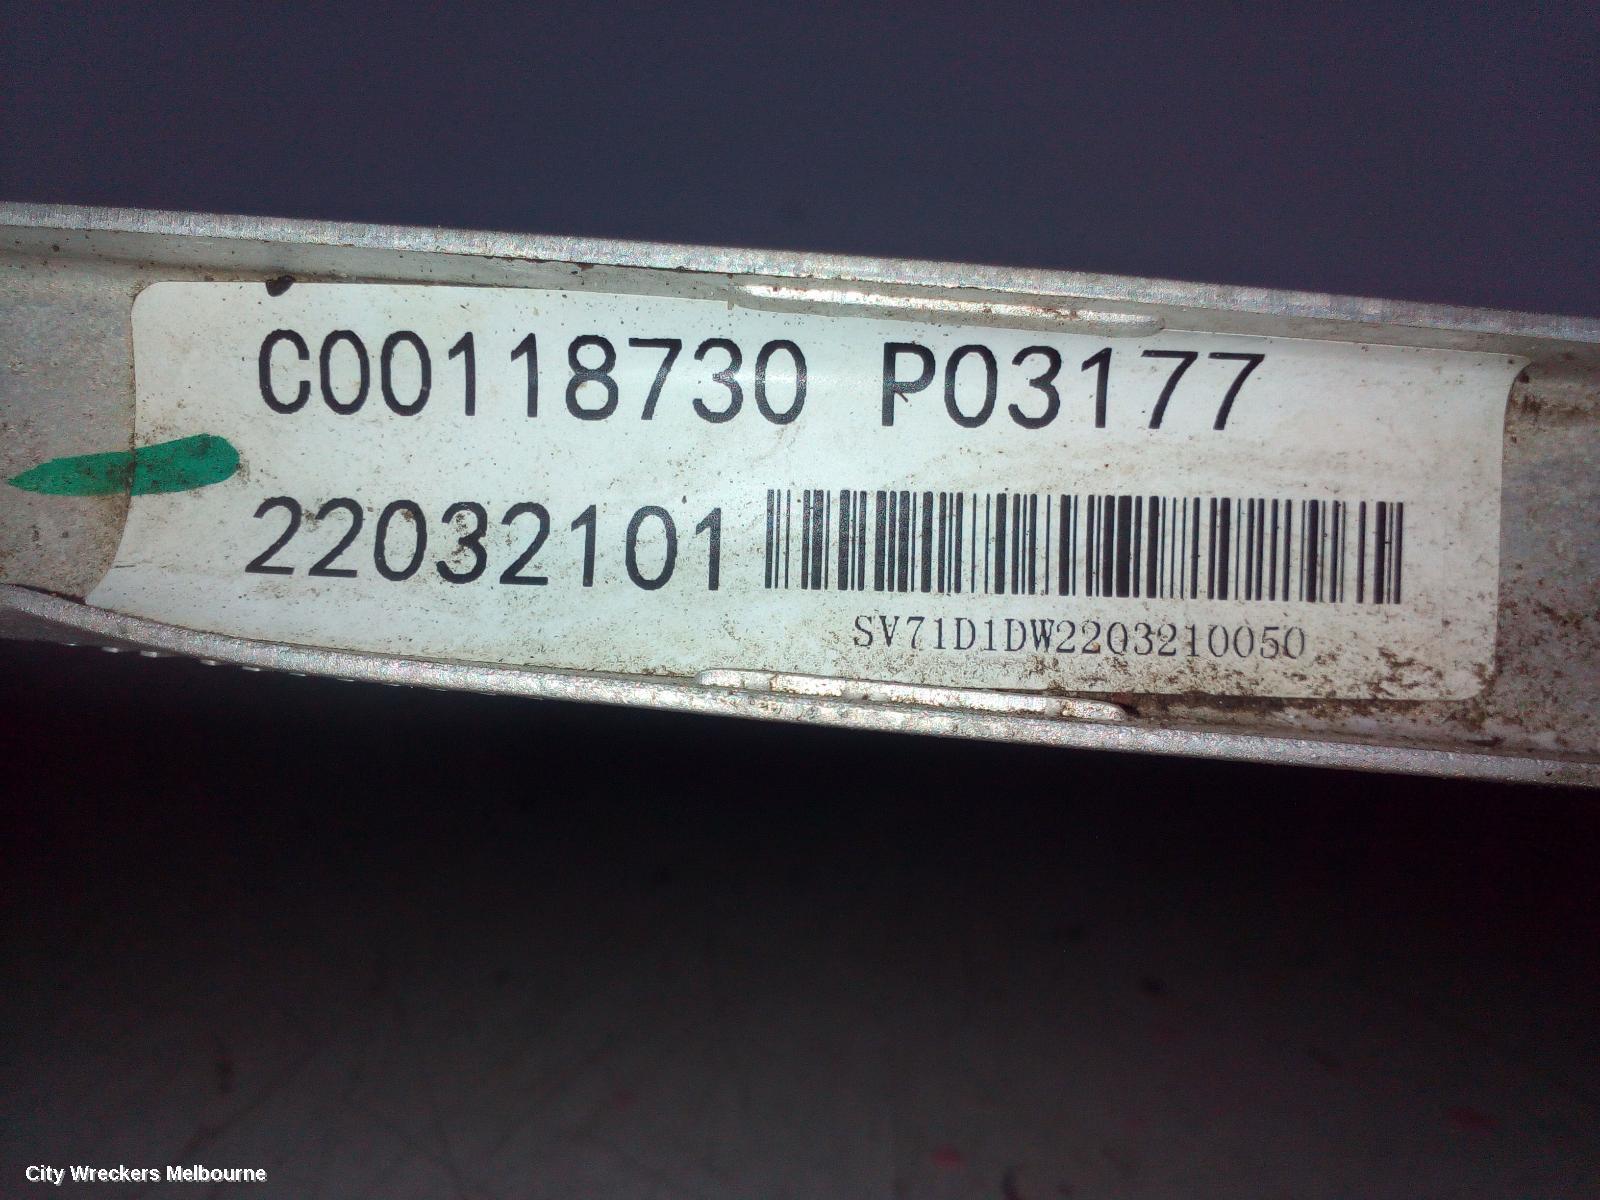 C00118730 P03177
22032101
SV71D1DW2203210050
City Wreckers Melbourne